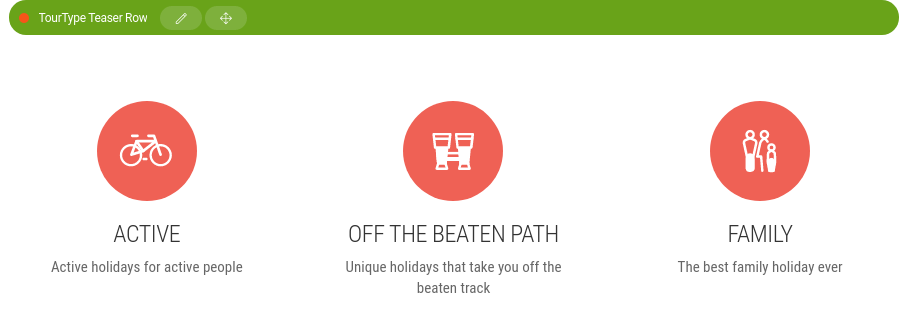 TourType Teaser Row
ACTIVE
Active holidays for active people
OFF THE BEATEN PATH
Unique holidays that take you off the
beaten track
FAMILY
The best family holiday ever